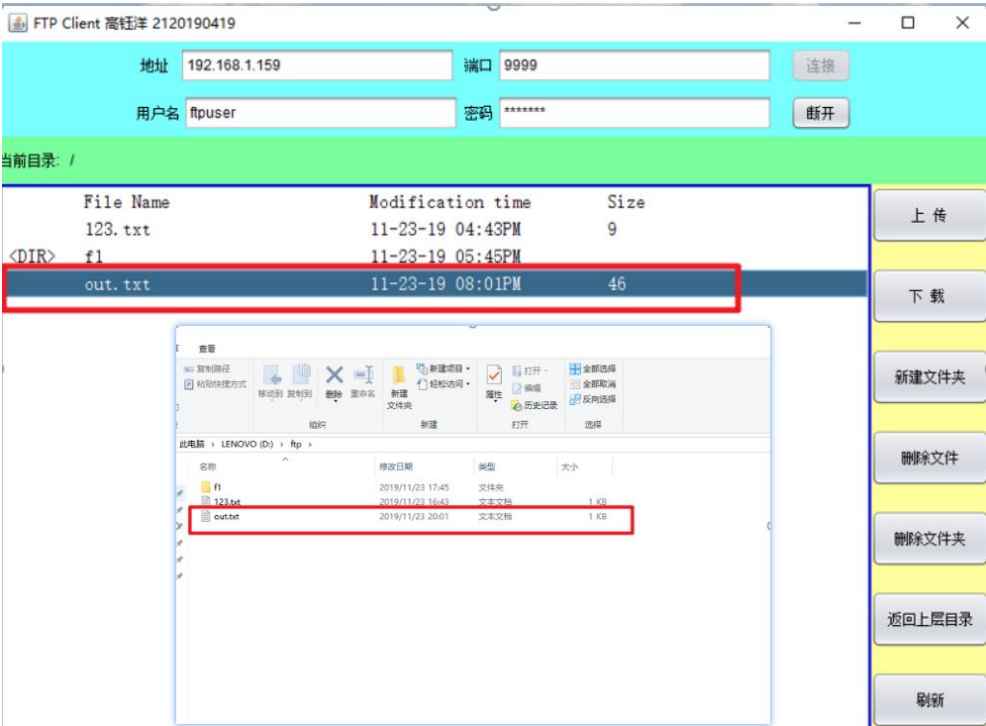 FTP Client 高钰洋 2120190419
地址 192.168.1.159 端口 9999 连接
用户名 ftpuser 密码 ******* 断开
当前目录: /
File Name Modification time Size
123.txt 11-23-19 04:43PM 9
<DIR> f1 11-23-19 05:45PM
out.txt 11-23-19 08:01PM 46
上 传
下 载
新建文件夹
删除文件
删除文件夹
返回上层目录
刷新
查看
复制路径
粘贴快捷方式
移动到 复制到 删除 重命名
新建
文件夹
新建项目
轻松访问
属性
打开
编辑
历史记录
全部选择
全部取消
反向选择
组织 新建 打开 选择
此电脑 › LENOVO (D:) › ftp ›
名称 修改日期 类型 大小
f1 2019/11/23 17:45 文件夹
123.txt 2019/11/23 16:43 文本文档 1 KB
out.txt 2019/11/23 20:01 文本文档 1 KB